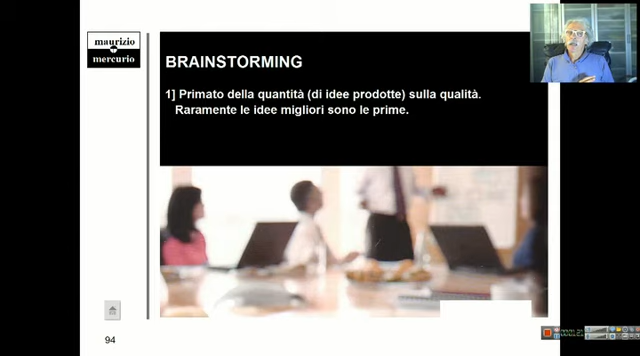 maurizio
mercurio
BRAINSTORMING
1] Primato della quantità (di idee prodotte) sulla qualità.
Raramente le idee migliori sono le prime.
94